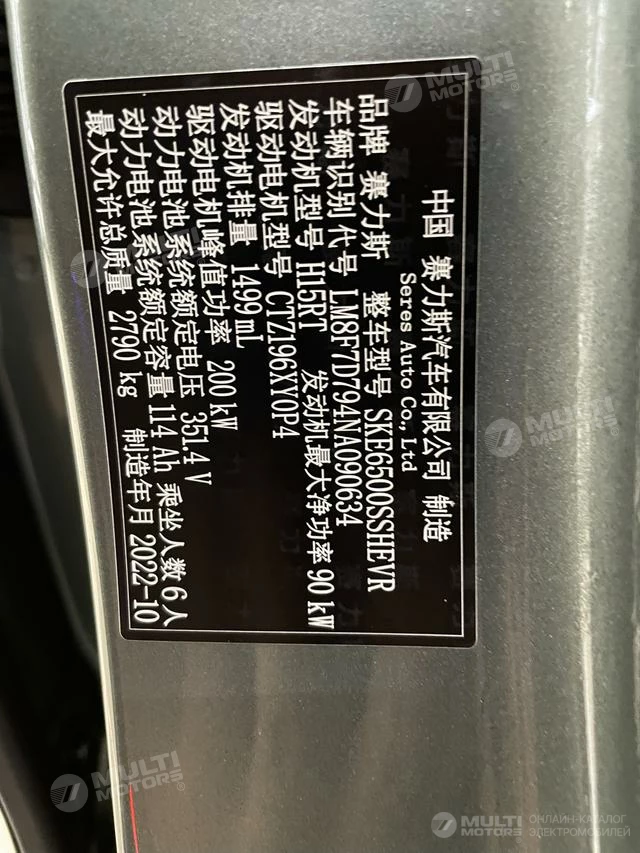 中国 赛力斯汽车有限公司 制造
Seres Auto Co., Ltd
品牌 赛力斯 整车型号 SKE6500SSHEVR
车辆识别代号 LM8F7D794NA090634
发动机型号 H15RT 发动机最大净功率 90 kW
驱动电机型号 CTZ196XY0P4
发动机排量 1499 mL
驱动电机峰值功率 200 kW
动力电池系统额定电压 351.4 V
动力电池系统额定容量 114 Ah 乘坐人数 6 人
最大允许总质量 2790 kg 制造年月 2022-10
MULTI MOTORS®
MULTI MOTORS®
MULTI MOTORS®
MULTI MOTORS®
MULTI MOTORS®
ОНЛАЙН-КАТАЛОГ
ЭЛЕКТРОМОБИЛЕЙ